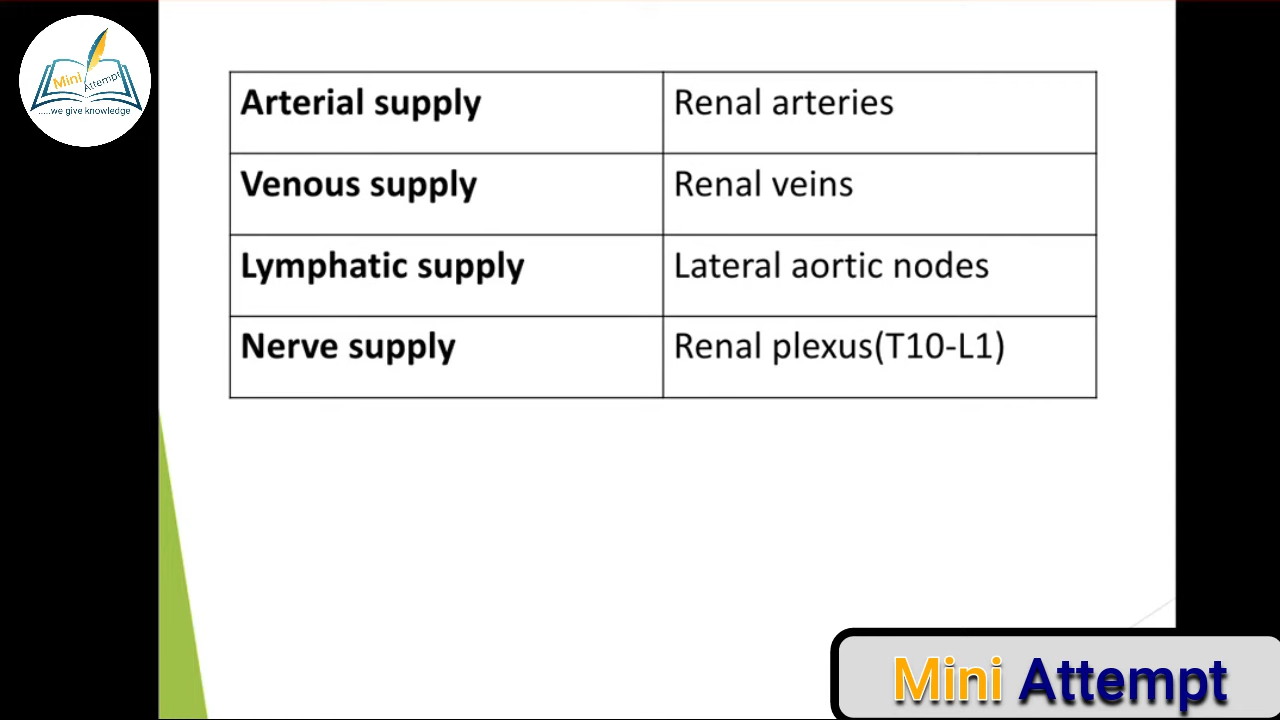 Mini Attempt
.....we give knowledge
Arterial supply Renal arteries
Venous supply Renal veins
Lymphatic supply Lateral aortic nodes
Nerve supply Renal plexus(T10-L1)
Mini Attempt